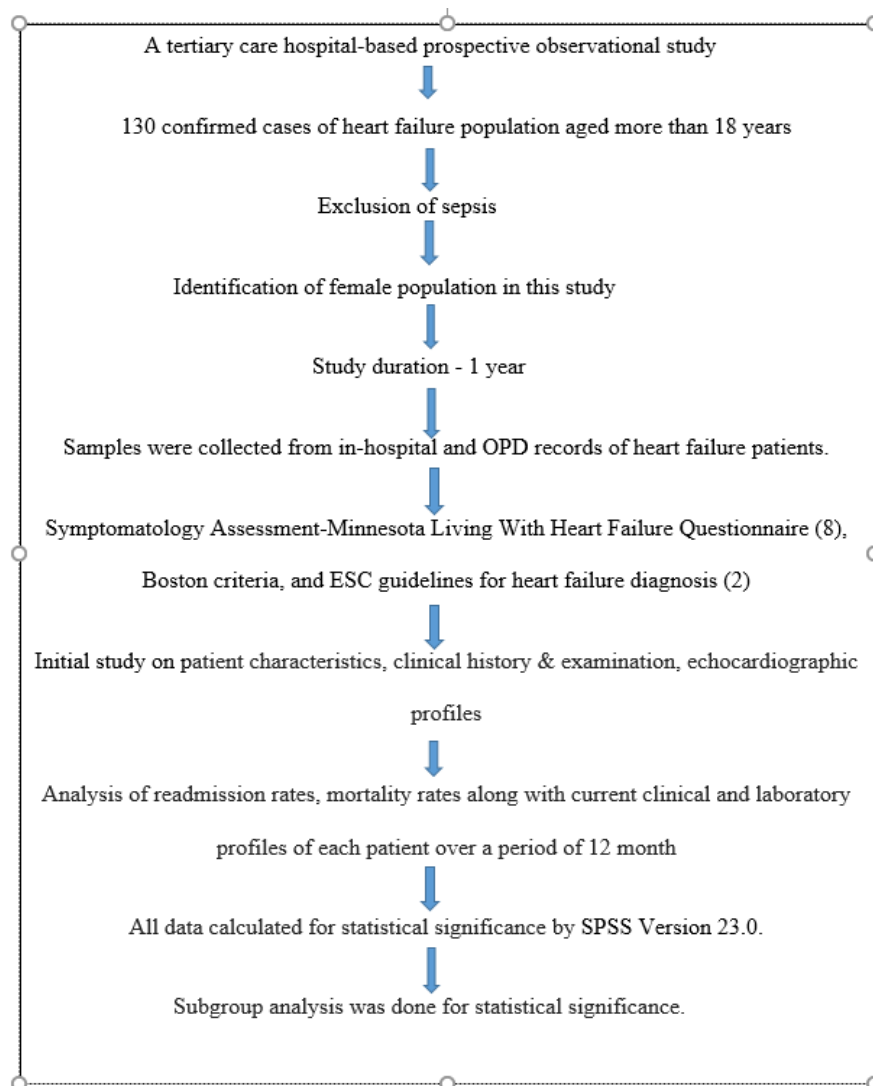 A tertiary care hospital-based prospective observational study
130 confirmed cases of heart failure population aged more than 18 years
Exclusion of sepsis
Identification of female population in this study
Study duration - 1 year
Samples were collected from in-hospital and OPD records of heart failure patients.
Symptomatology Assessment-Minnesota Living With Heart Failure Questionnaire (8),
Boston criteria, and ESC guidelines for heart failure diagnosis (2)
Initial study on patient characteristics, clinical history & examination, echocardiographic
profiles
Analysis of readmission rates, mortality rates along with current clinical and laboratory
profiles of each patient over a period of 12 month
All data calculated for statistical significance by SPSS Version 23.0.
Subgroup analysis was done for statistical significance.